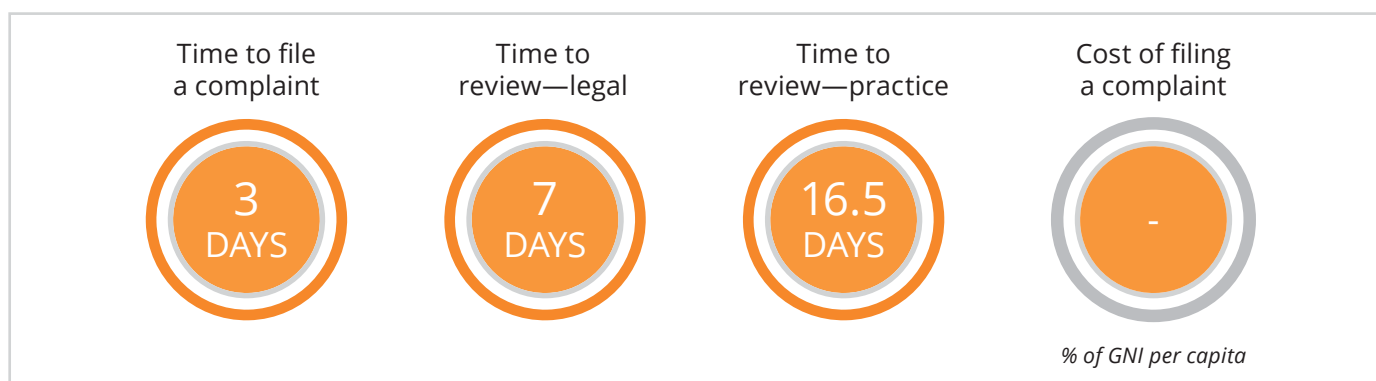 Time to file
a complaint
3
DAYS
Time to
review—legal
7
DAYS
Time to
review—practice
16.5
DAYS
Cost of filing
a complaint
-
% of GNI per capita